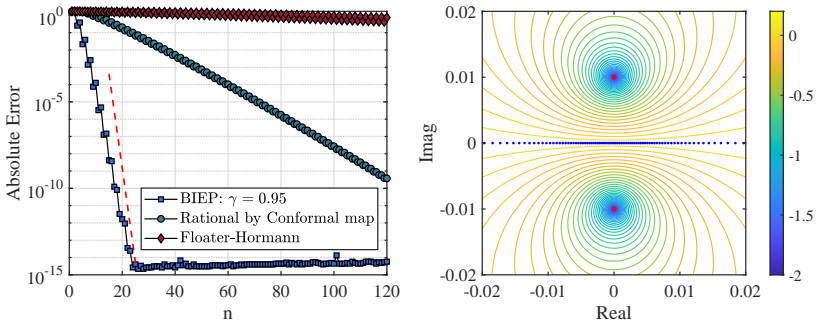 10^0
10^-5
10^-10
10^-15
Absolute Error
0 20 40 60 80 100 120
n
BIEP: γ = 0.95
Rational by Conformal map
Floater-Hormann
0.02
0.01
0
-0.01
-0.02
Imag
-0.02 -0.01 0 0.01 0.02
Real
0
-0.5
-1
-1.5
-2